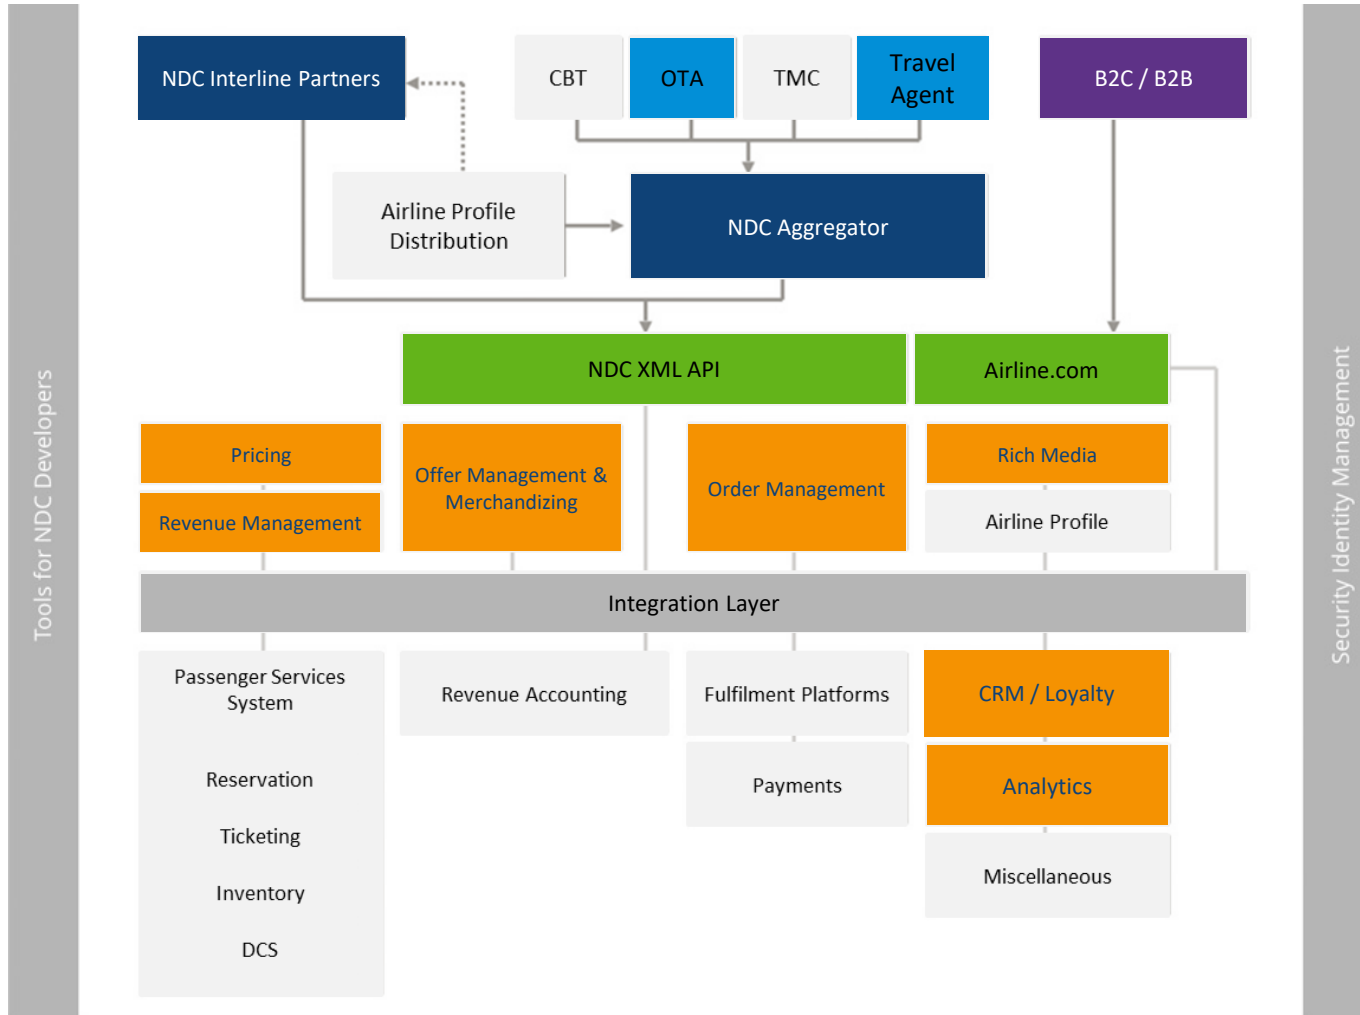 NDC Interline Partners
CBT
OTA
TMC
Travel
Agent
B2C / B2B
Airline Profile
Distribution
NDC Aggregator
NDC XML API
Airline.com
Pricing
Revenue Management
Offer Management &
Merchandizing
Order Management
Rich Media
Airline Profile
Integration Layer
Passenger Services
System
Reservation
Ticketing
Inventory
DCS
Revenue Accounting
Fulfilment Platforms
Payments
CRM / Loyalty
Analytics
Miscellaneous
Tools for NDC Developers
Security Identity Management